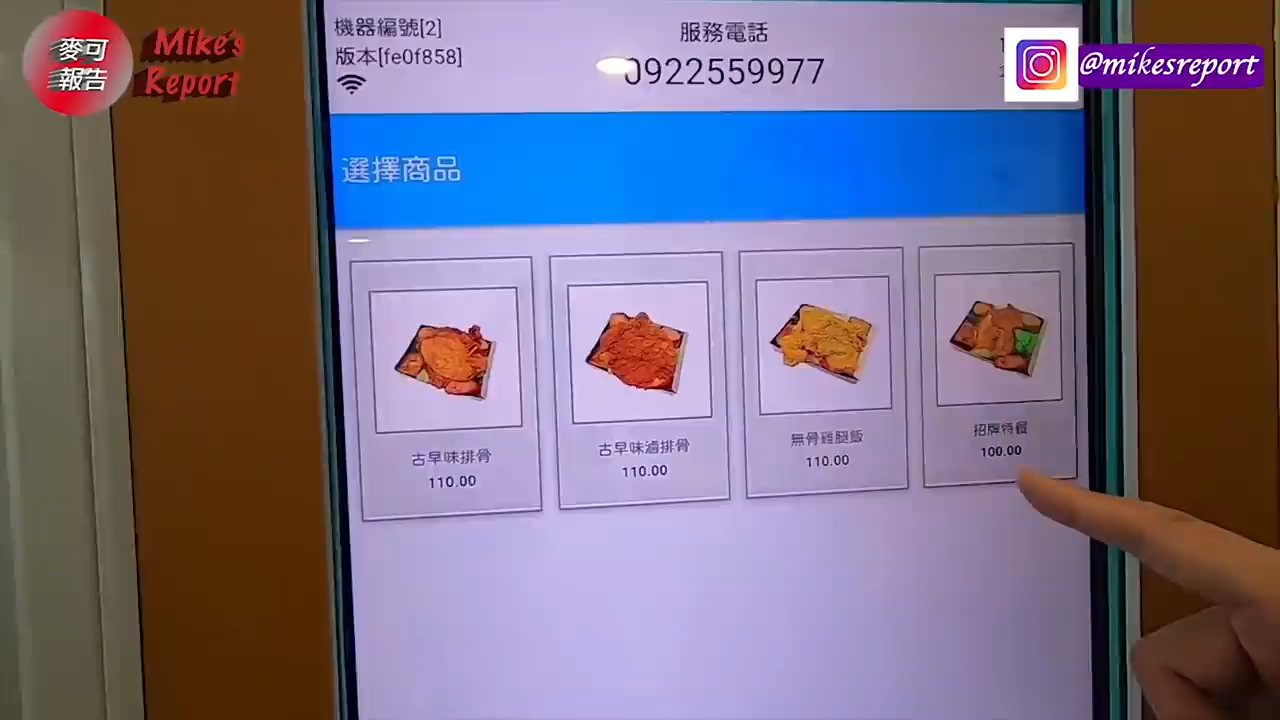 麥可
報告
Mike's
Report
機器編號[2]
版本[fe0f858]
服務電話
0922559977
@mikesreport
選擇商品
古早味排骨
110.00
古早味滷排骨
110.00
無骨雞腿飯
110.00
招牌特餐
100.00